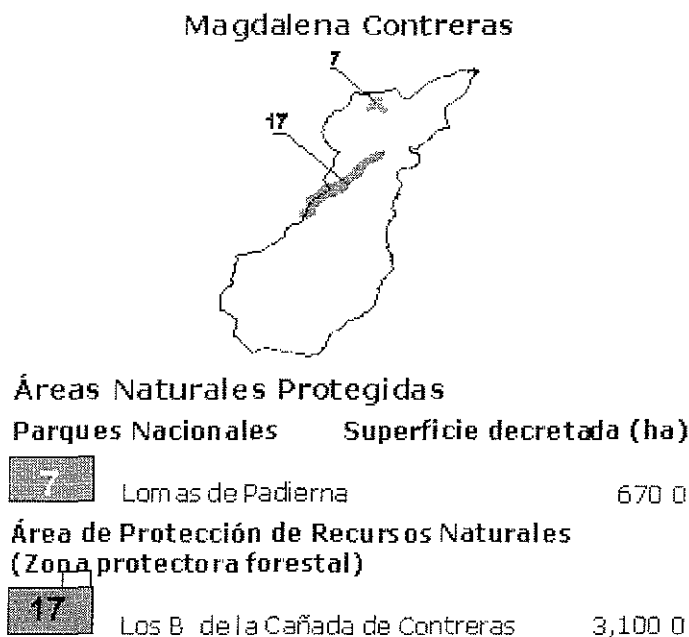 Magdalena Contreras
7
17
Áreas Naturales Protegidas
Parques Nacionales Superficie decretada (ha)
7 Lomas de Padierna 670 0
Área de Protección de Recursos Naturales
(Zona protectora forestal)
17 Los B de la Cañada de Contreras 3,100 0